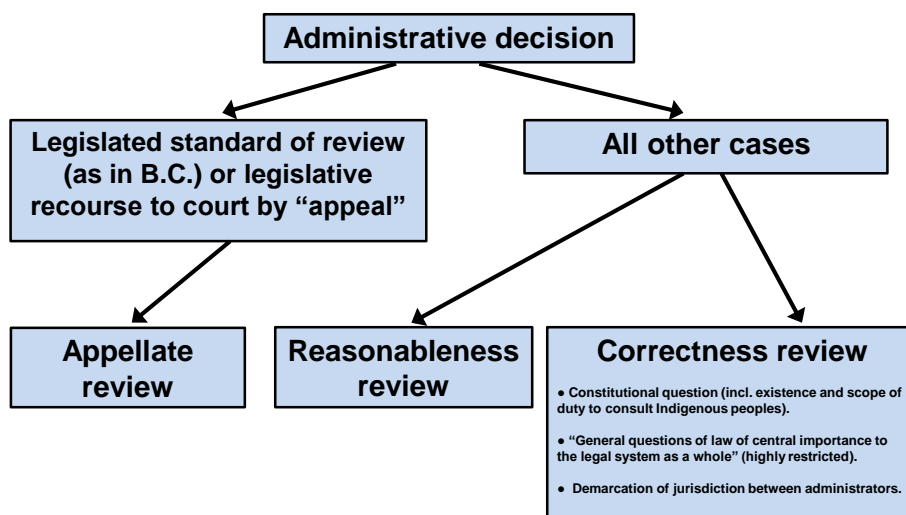 Administrative decision
Legislated standard of review
(as in B.C.) or legislative
recourse to court by “appeal”
All other cases
Appellate
review
Reasonableness
review
Correctness review
● Constitutional question (incl. existence and scope of
duty to consult Indigenous peoples).
● “General questions of law of central importance to
the legal system as a whole” (highly restricted).
● Demarcation of jurisdiction between administrators.